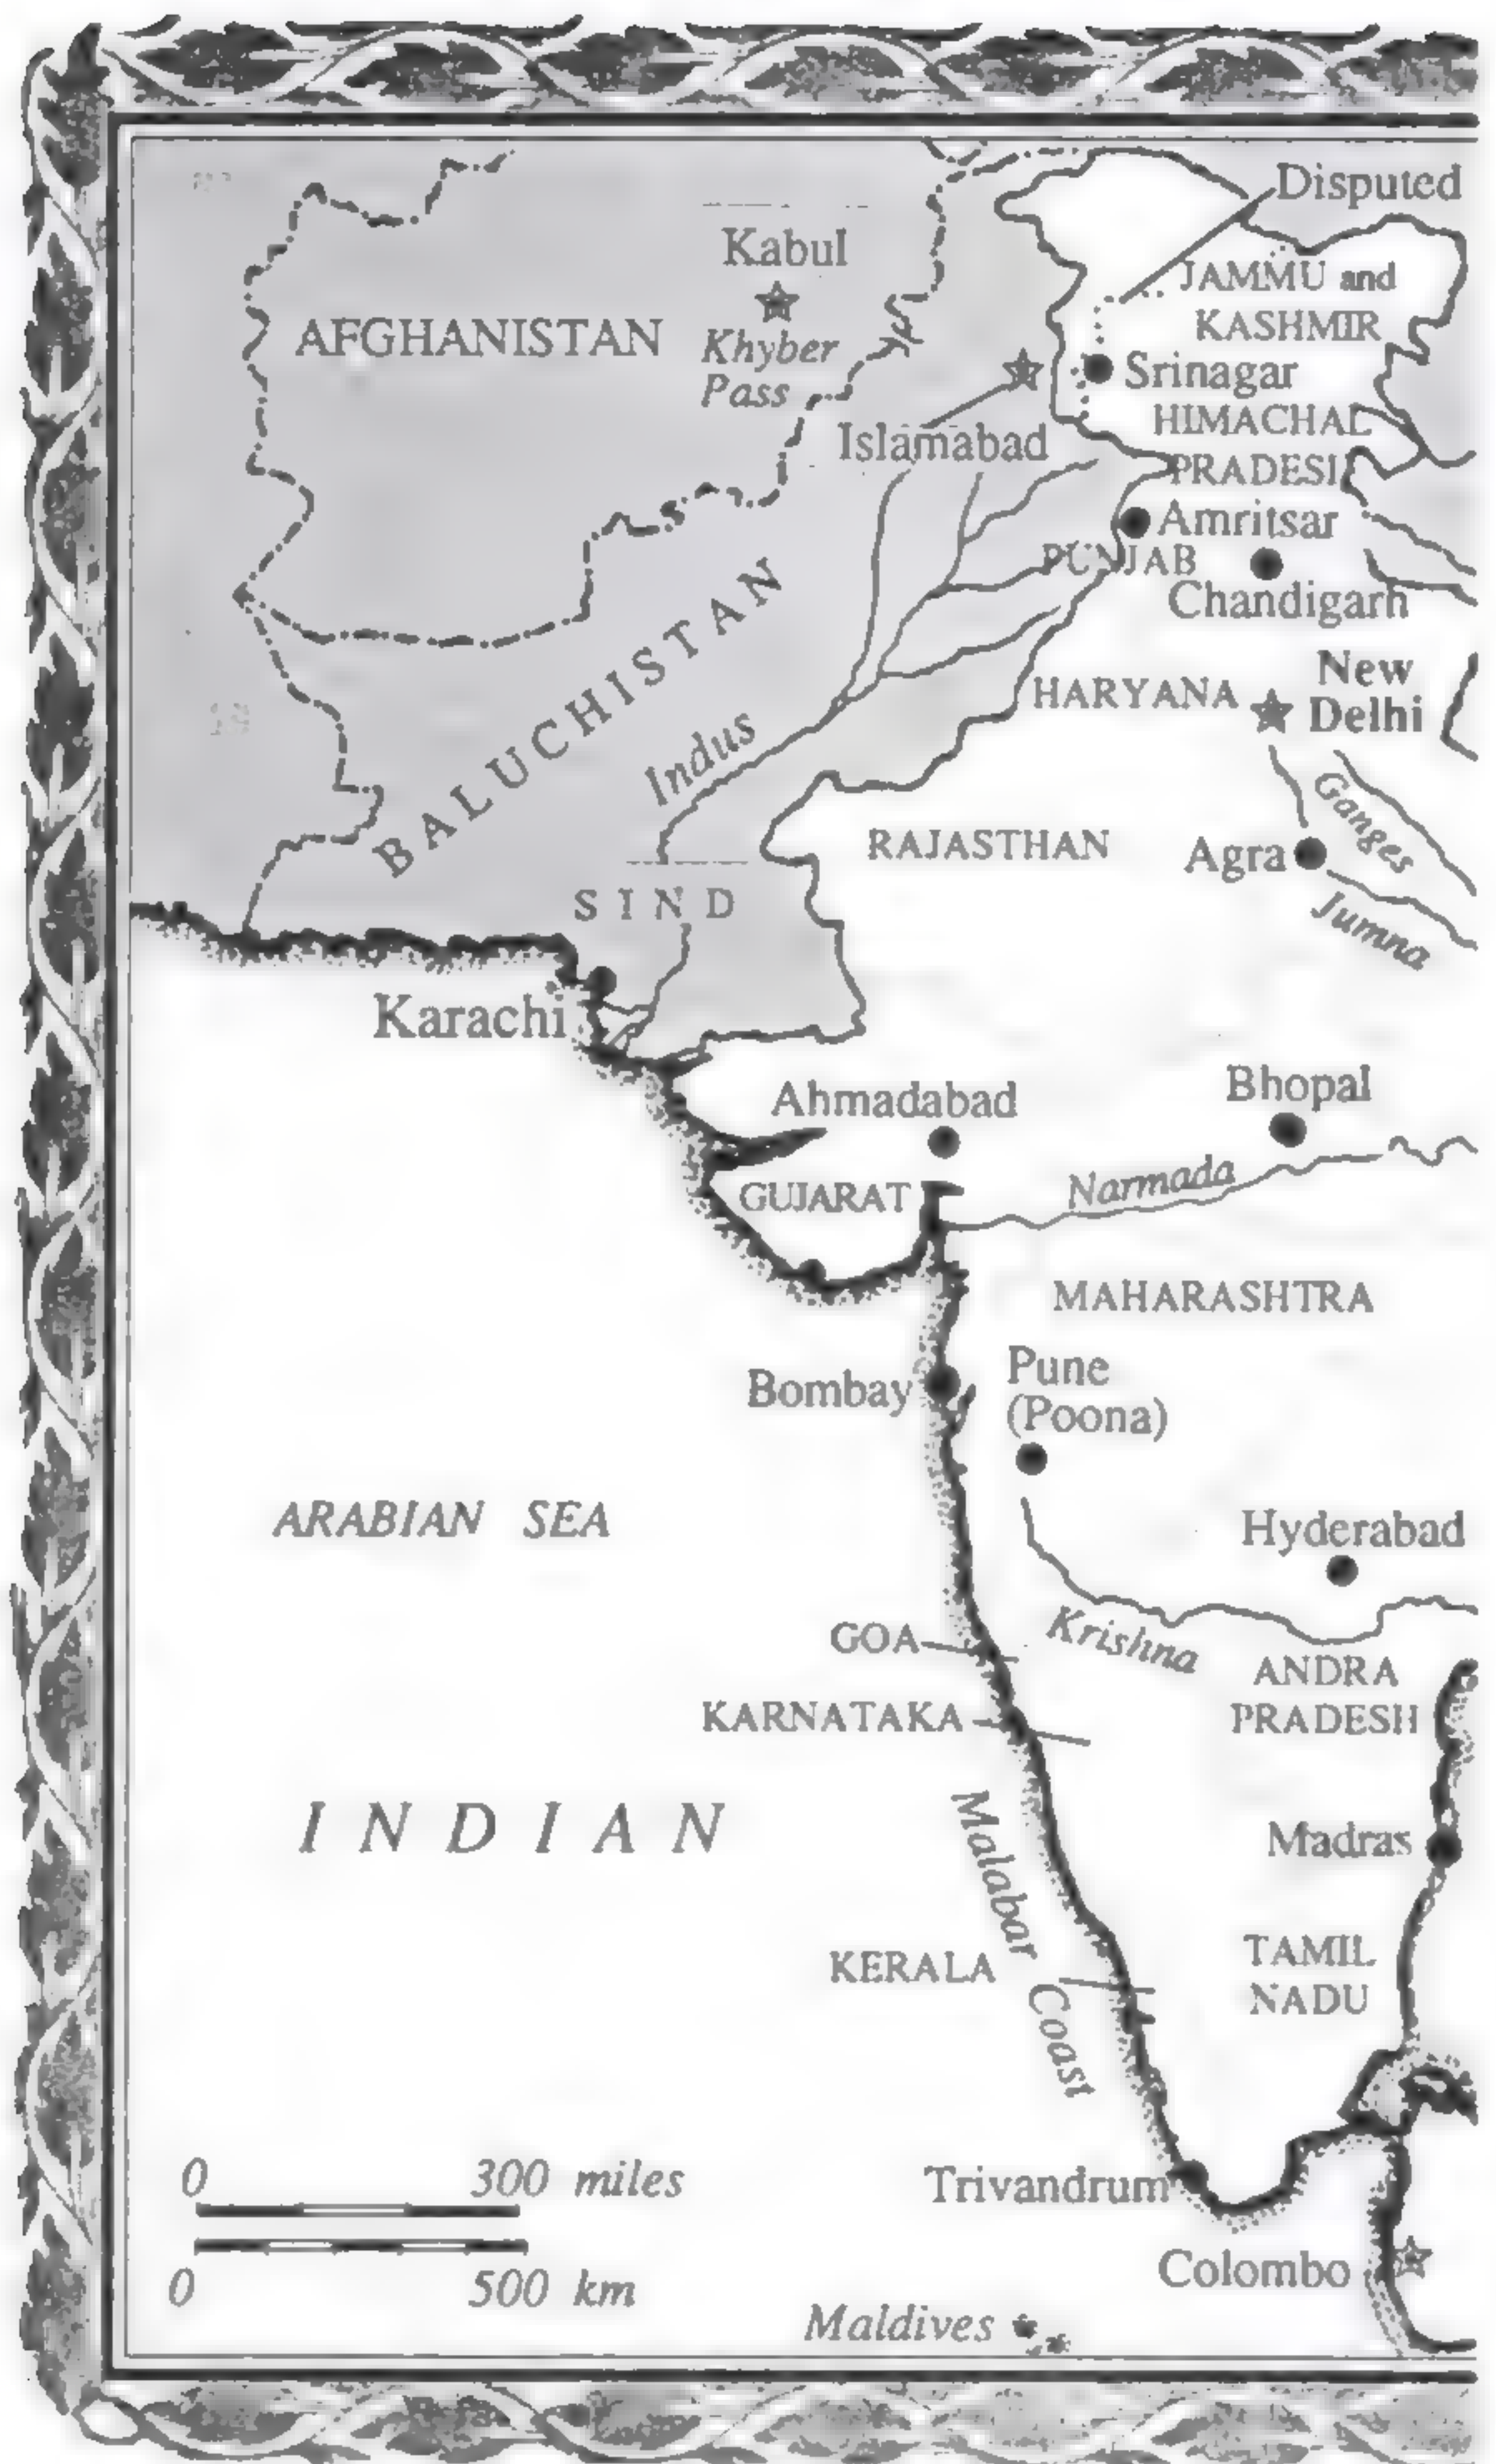 Disputed
Kabul
JAMMU and
KASHMIR
AFGHANISTAN
Khyber
Pass
Srinagar
Islamabad
HIMACHAL
PRADESH
Amritsar
PUNJAB
Chandigarh
BALUCHISTAN
New
Delhi
HARYANA
Indus
Ganges
RAJASTHAN
Agra
Jumna
SIND
Karachi
Ahmadabad
Bhopal
Narmada
GUJARAT
MAHARASHTRA
Bombay
Pune
(Poona)
ARABIAN SEA
Hyderabad
Krishna
GOA
ANDRA
PRADESH
KARNATAKA
INDIAN
Malabar Coast
Madras
KERALA
TAMIL
NADU
0 300 miles
0 500 km
Trivandrum
Colombo
Maldives